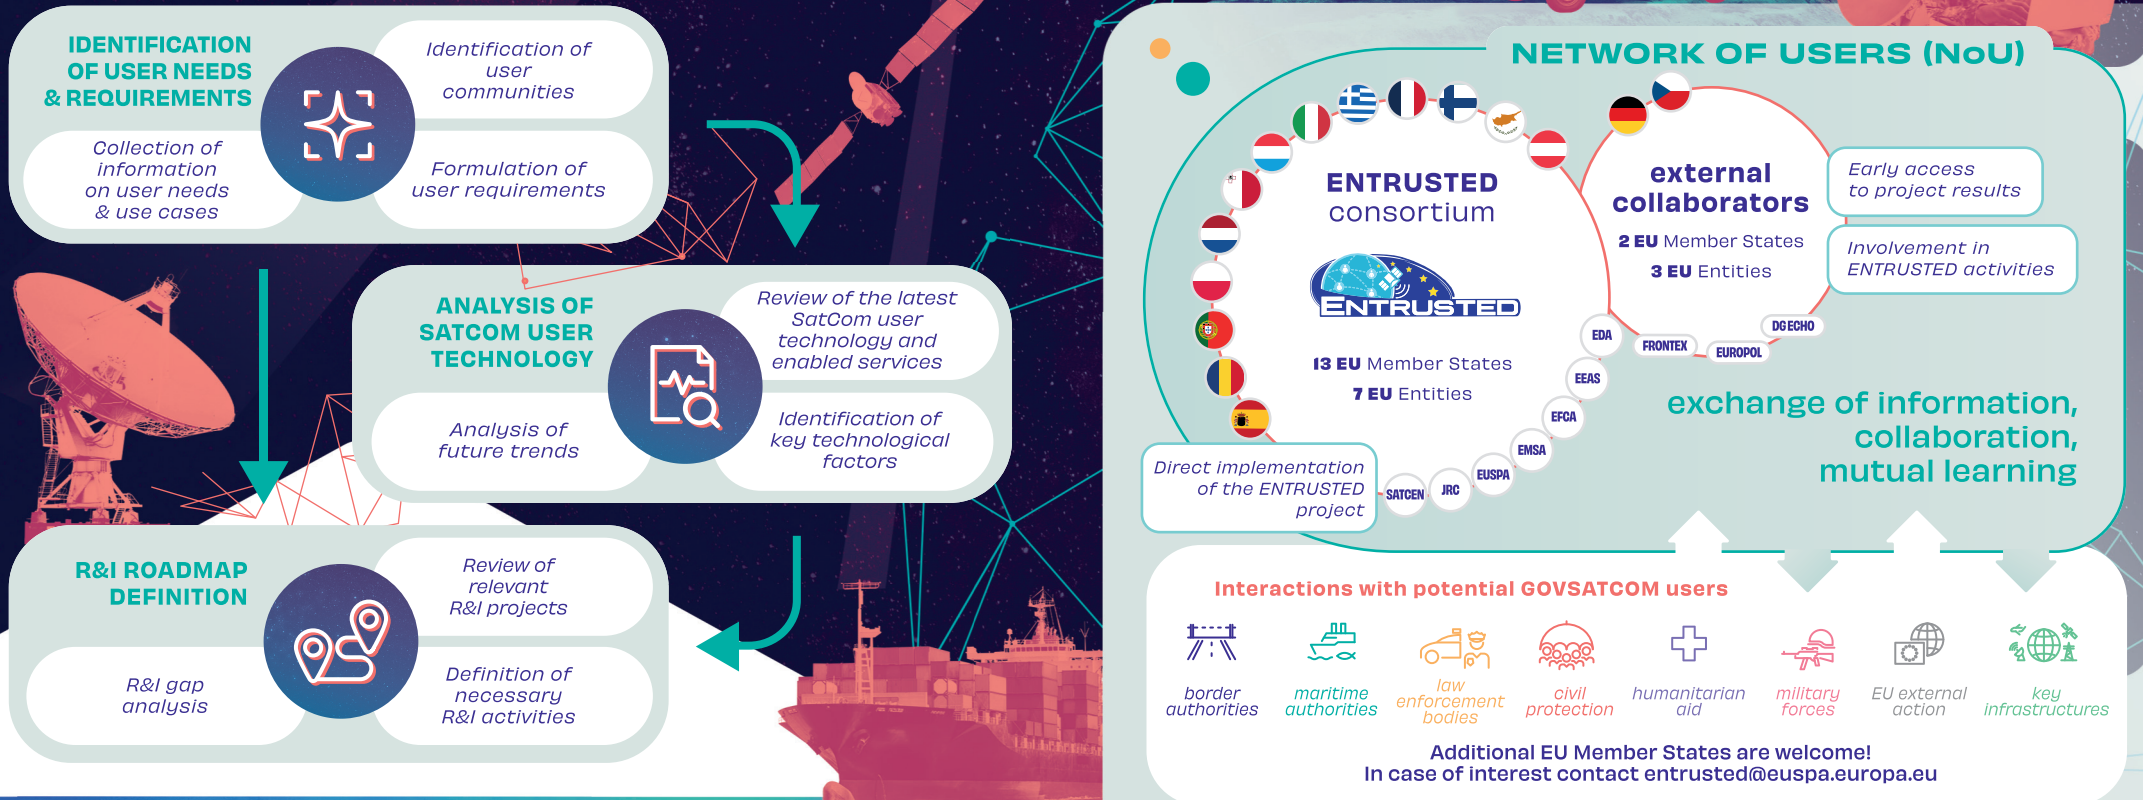 IDENTIFICATION
OF USER NEEDS
& REQUIREMENTS
Identification of
user
communities
Collection of
information
on user needs
& use cases
Formulation of
user requirements
ANALYSIS OF
SATCOM USER
TECHNOLOGY
Review of the latest
SatCom user
technology and
enabled services
Analysis of
future trends
Identification of
key technological
factors
R&I ROADMAP
DEFINITION
Review of
relevant
R&I projects
R&I gap
analysis
Definition of
necessary
R&I activities
NETWORK OF USERS (NoU)
ENTRUSTED
consortium
ENTRUSTED
13 EU Member States
7 EU Entities
external
collaborators
2 EU Member States
3 EU Entities
Early access
to project results
Involvement in
ENTRUSTED activities
DG ECHO
EUROPOL
FRONTEX
EDA
EEAS
EFCA
EMSA
EUSPA
JRC
SATCEN
Direct implementation
of the ENTRUSTED
project
exchange of information,
collaboration,
mutual learning
Interactions with potential GOVSATCOM users
border
authorities
maritime
authorities
law
enforcement
bodies
civil
protection
humanitarian
aid
military
forces
EU external
action
key
infrastructures
Additional EU Member States are welcome!
In case of interest contact entrusted@euspa.europa.eu